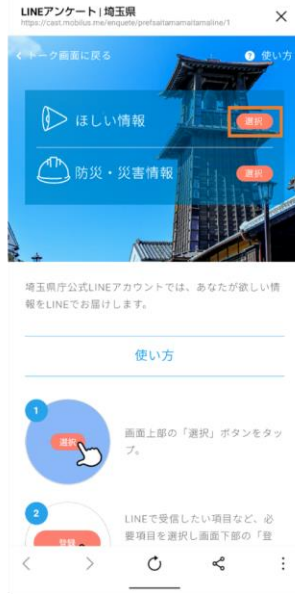 LINEアンケート | 埼玉県
https://cast.mobilus.me/enquete/prefsaitamamaitamaline/1
トーク画面に戻る
? 使い方
ほしい情報
選択
防災・災害情報
選択
埼玉県庁公式LINEアカウントでは、あなたが欲しい情
報をLINEでお届けします。
使い方
1
選択
画面上部の「選択」ボタンをタッ
プ。
2
登録
LINEで受信したい項目など、必
要項目を選択し画面下部の「登